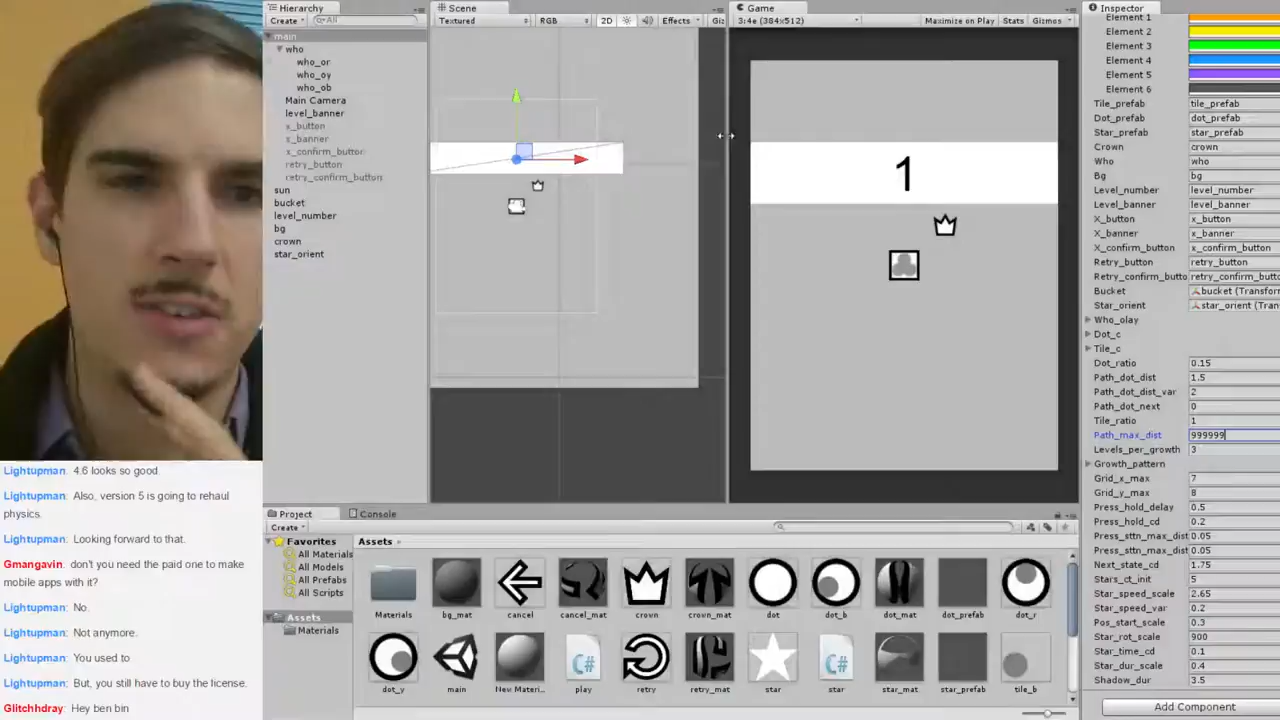 Hierarchy
Create
All
main
who
who_or
who_oy
who_ob
Main Camera
level_banner
x_button
x_banner
x_confirm_button
retry_button
retry_confirm_button
sun
bucket
level_number
bg
crown
star_orient
Scene
Textured
RGB
2D
Effects
Giz
Game
3:4e (384x512)
Maximize on Play
Stats
Gizmos
1
Inspector
Element 1
Element 2
Element 3
Element 4
Element 5
Element 6
Tile_prefab tile_prefab
Dot_prefab dot_prefab
Star_prefab star_prefab
Crown crown
Who who
Bg bg
Level_number level_number
Level_banner level_banner
X_button x_button
X_banner x_banner
X_confirm_button x_confirm_button
Retry_button retry_button
Retry_confirm_butto retry_confirm_butto
Bucket bucket (Transform
Star_orient star_orient (Tran
Who_olay
Dot_c
Tile_c
Dot_ratio 0.15
Path_dot_dist 1.5
Path_dot_dist_var 2
Path_dot_next 0
Tile_ratio 1
Path_max_dist 999999
Levels_per_growth 3
Growth_pattern
Grid_x_max 7
Grid_y_max 8
Press_hold_delay 0.5
Press_hold_cd 0.2
Press_sttn_max_dist 0.05
Press_sttn_max_dist 0.05
Next_state_cd 1.75
Stars_ct_init 5
Star_speed_scale 2.65
Star_speed_var 0.2
Pos_start_scale 0.3
Star_rot_scale 900
Star_time_cd 0.1
Star_dur_scale 0.4
Shadow_dur 3.5
Add Component
Lightupman: 4.6 looks so good.
Lightupman: Also, version 5 is going to rehaul
physics.
Lightupman: Looking forward to that.
Gmangavin: don't you need the paid one to make
mobile apps with it?
Lightupman: No.
Lightupman: Not anymore.
Lightupman: You used to
Lightupman: But, you still have to buy the license.
Glitchhdray: Hey ben bin
Project
Console
Create
Favorites
All Materials
All Models
All Prefabs
All Scripts
Assets
Materials
Assets
Materials
bg_mat
cancel
cancel_mat
crown
crown_mat
dot
dot_b
dot_mat
dot_prefab
dot_r
dot_y
main
New Materi...
play
retry
retry_mat
star
star
star_mat
star_prefab
tile_b
C#
C#